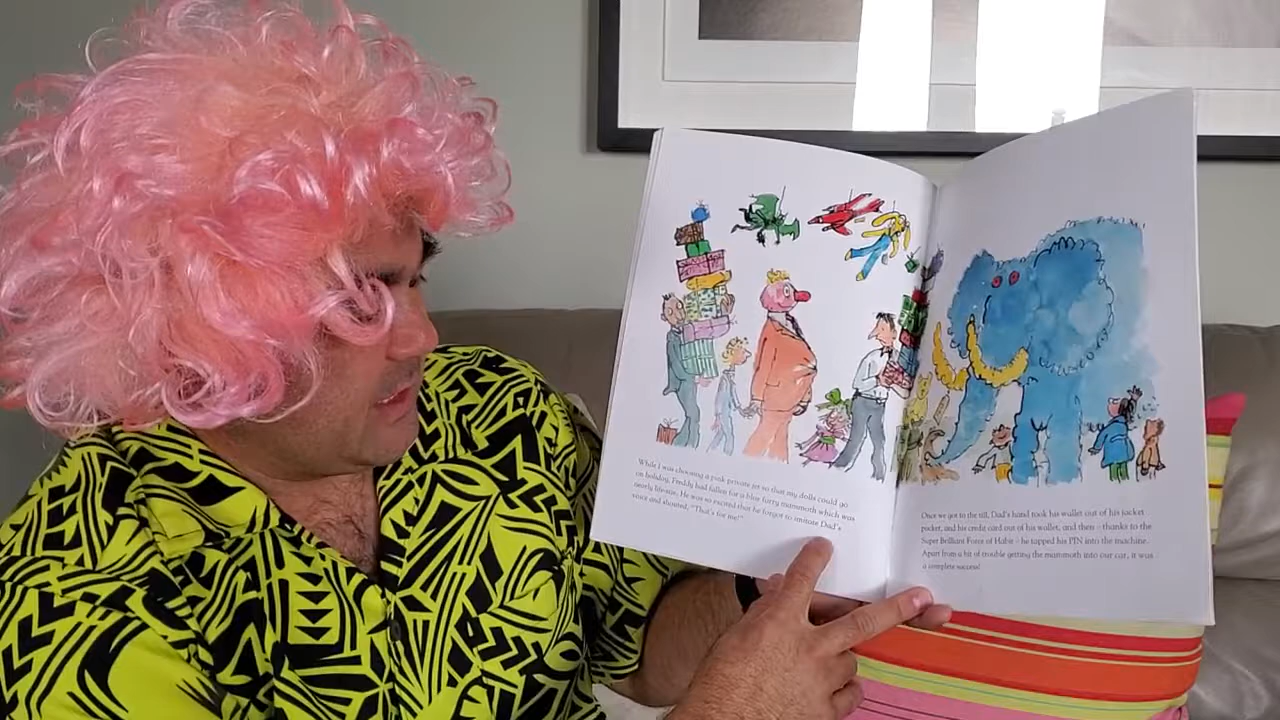 While I was choosing a pink private jet so that my dolls could go
on holiday, Freddy had fallen for a blue furry mammoth which was
nearly life-size. He was so excited that he forgot to imitate Dad's
voice and shouted, "That's for me!"
Once we got to the till, Dad's hand took his wallet out of his jacket
pocket, and his credit card out of his wallet, and then – thanks to the
Super Brilliant Force of Habit – he tapped his PIN into the machine.
Apart from a bit of trouble getting the mammoth into our car, it was
a complete success!